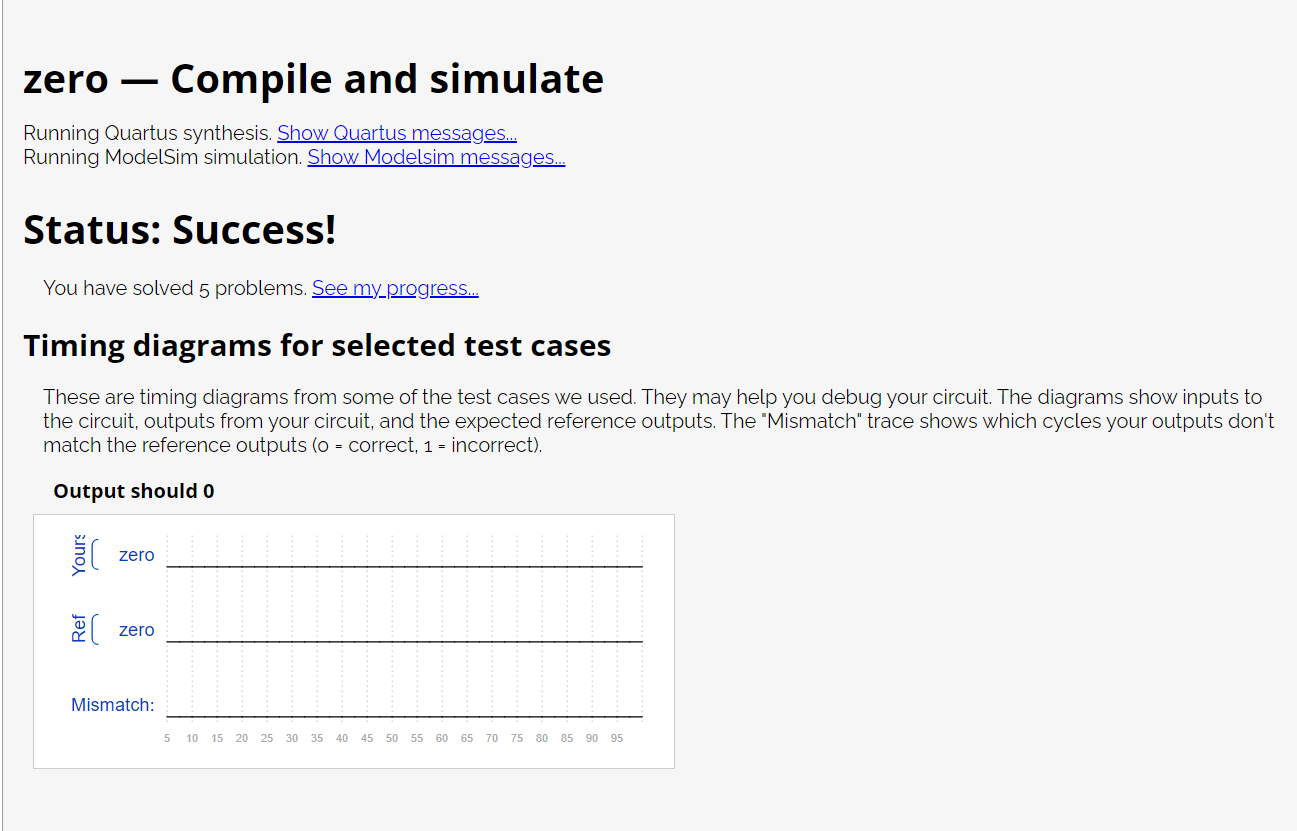 zero — Compile and simulate
Running Quartus synthesis. Show Quartus messages...
Running ModelSim simulation. Show Modelsim messages...
Status: Success!
You have solved 5 problems. See my progress...
Timing diagrams for selected test cases
These are timing diagrams from some of the test cases we used. They may help you debug your circuit. The diagrams show inputs to
the circuit, outputs from your circuit, and the expected reference outputs. The "Mismatch" trace shows which cycles your outputs don't
match the reference outputs (0 = correct, 1 = incorrect).
Output should 0
Yours zero
Ref zero
Mismatch:
5 10 15 20 25 30 35 40 45 50 55 60 65 70 75 80 85 90 95